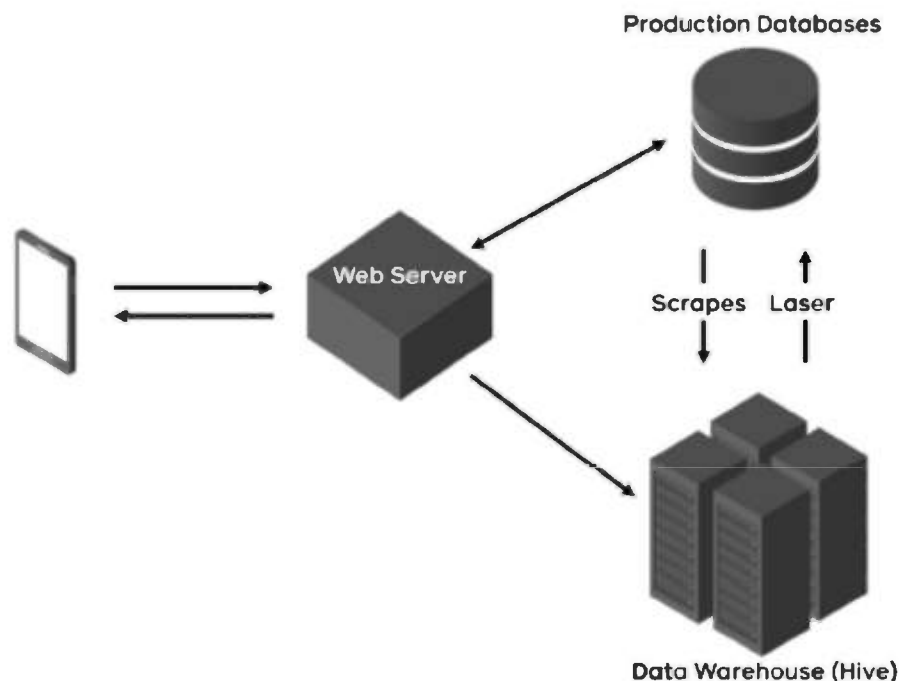 Production Databases
Web Server
Scrapes Laser
Data Warehouse (Hive)